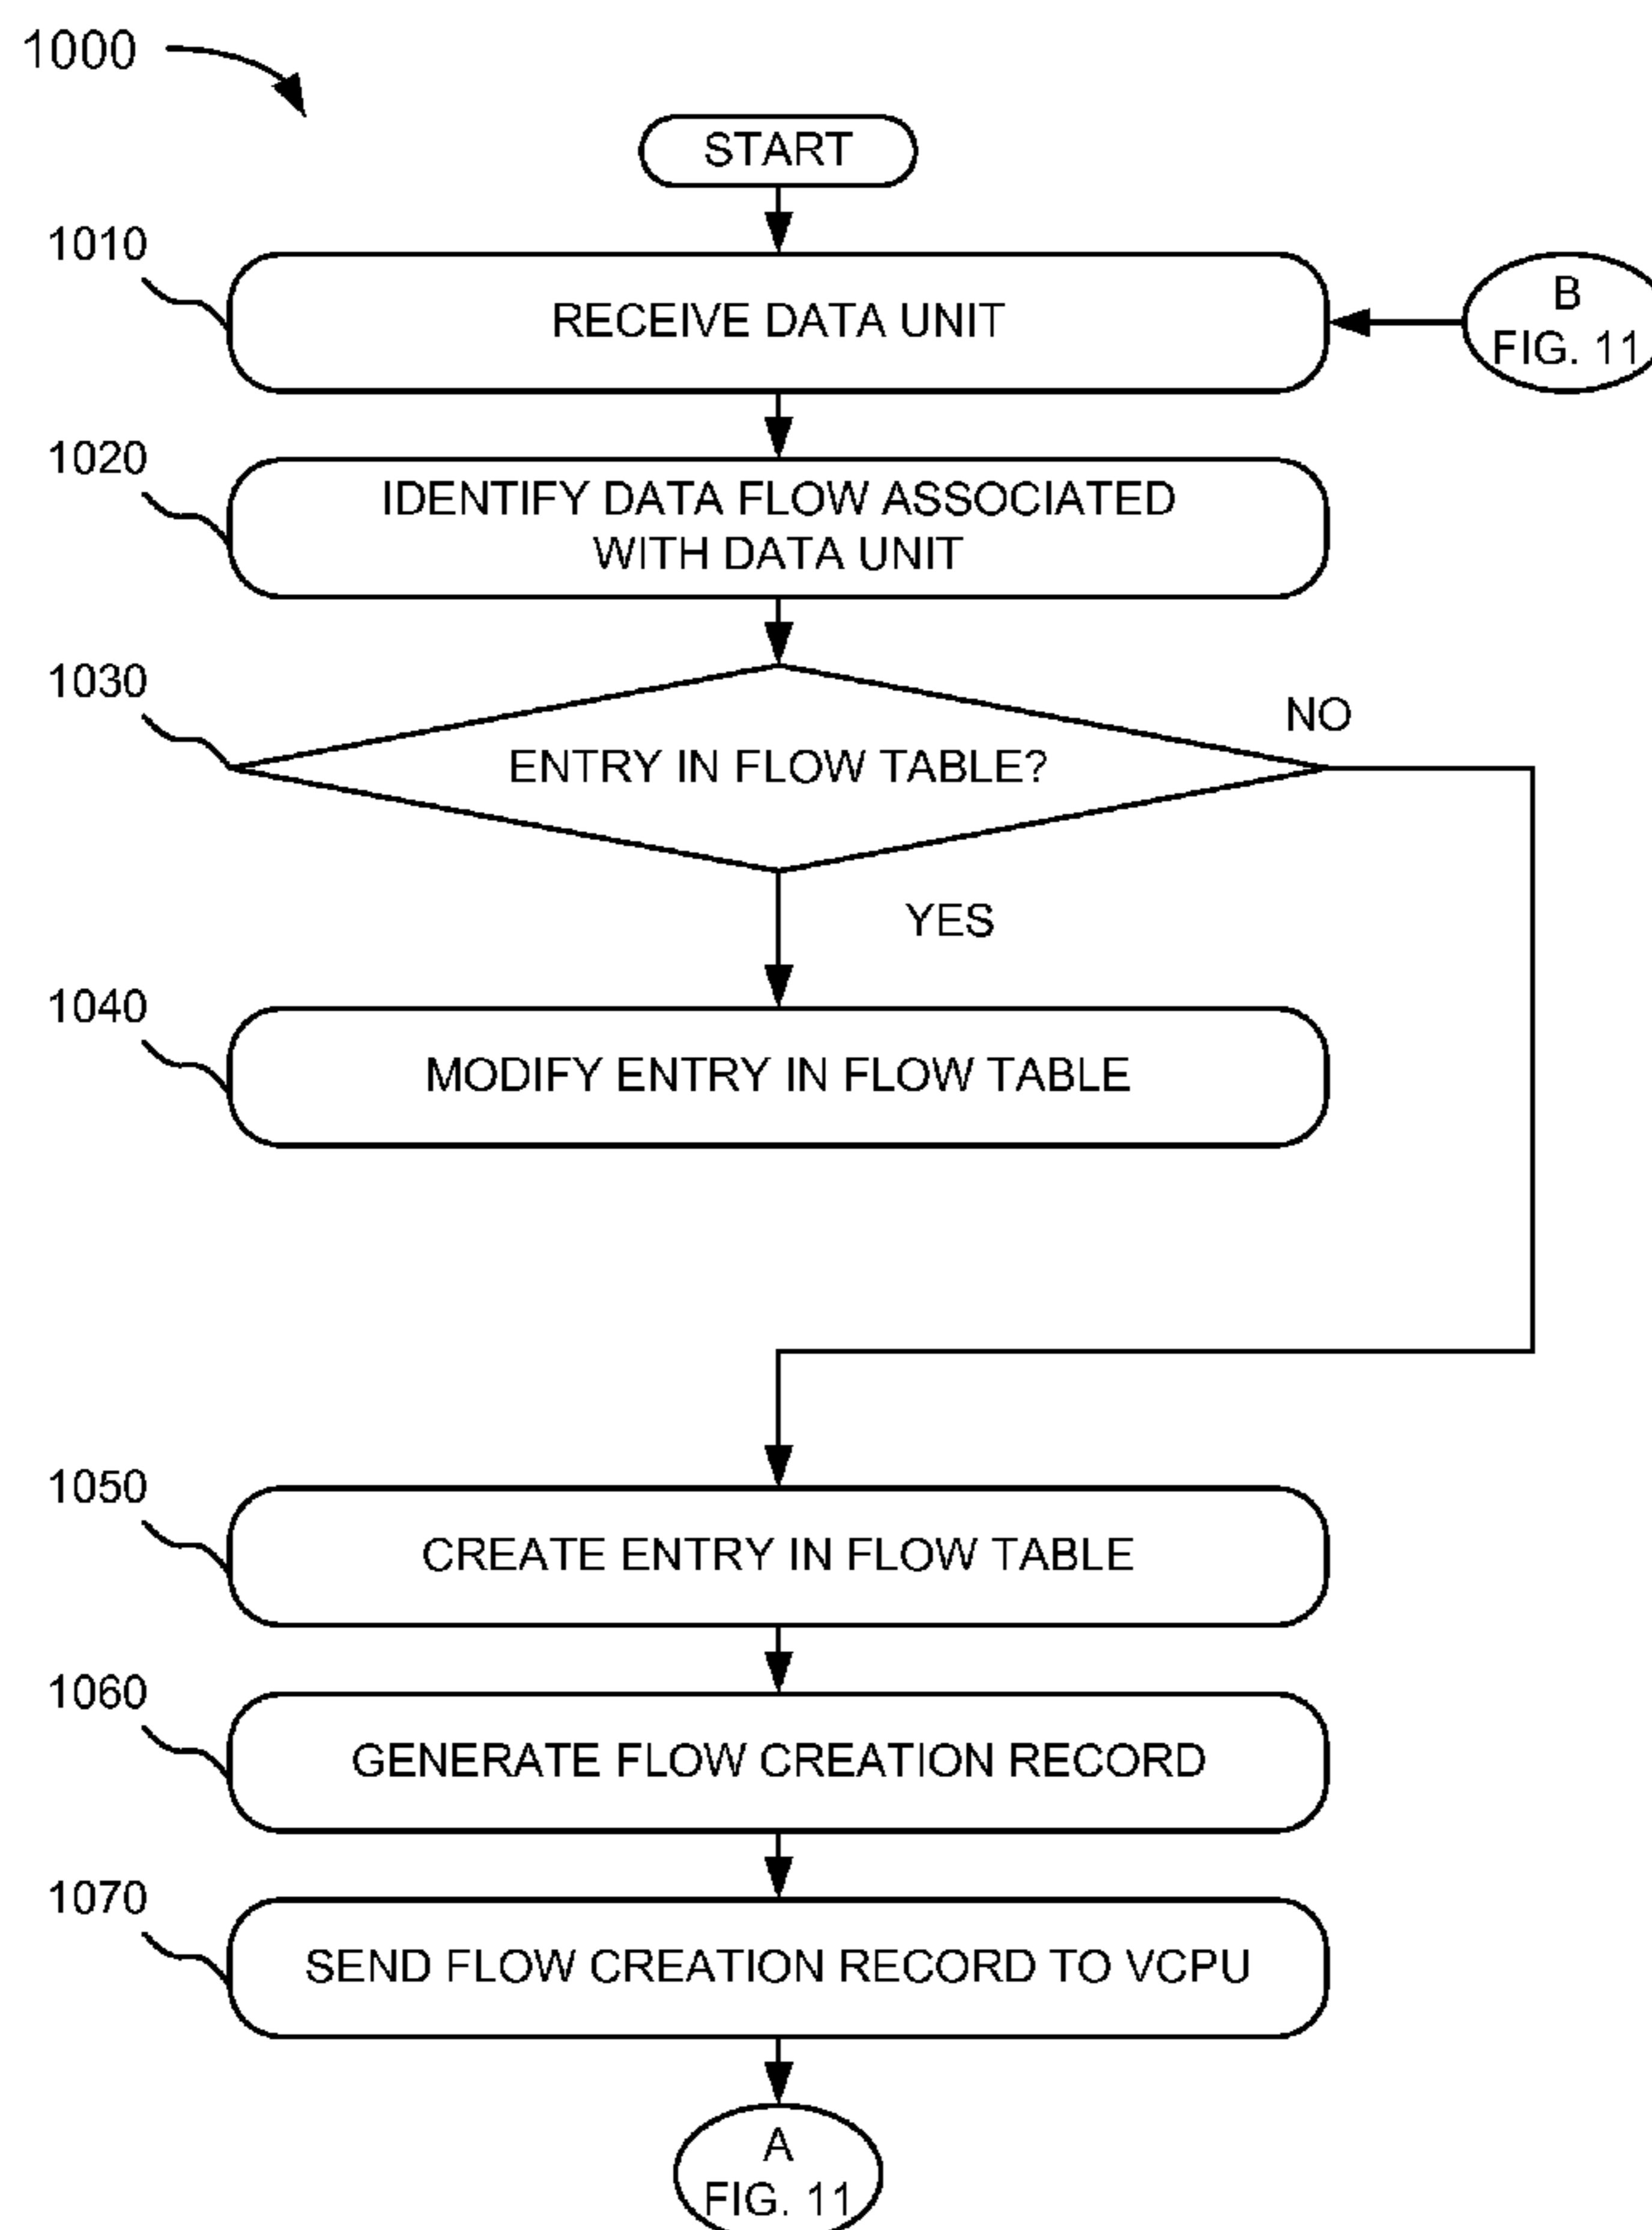 1000
START
1010
RECEIVE DATA UNIT
B
FIG. 11
1020
IDENTIFY DATA FLOW ASSOCIATED
WITH DATA UNIT
1030
NO
ENTRY IN FLOW TABLE?
YES
1040
MODIFY ENTRY IN FLOW TABLE
1050
CREATE ENTRY IN FLOW TABLE
1060
GENERATE FLOW CREATION RECORD
1070
SEND FLOW CREATION RECORD TO VCPU
A
FIG. 11